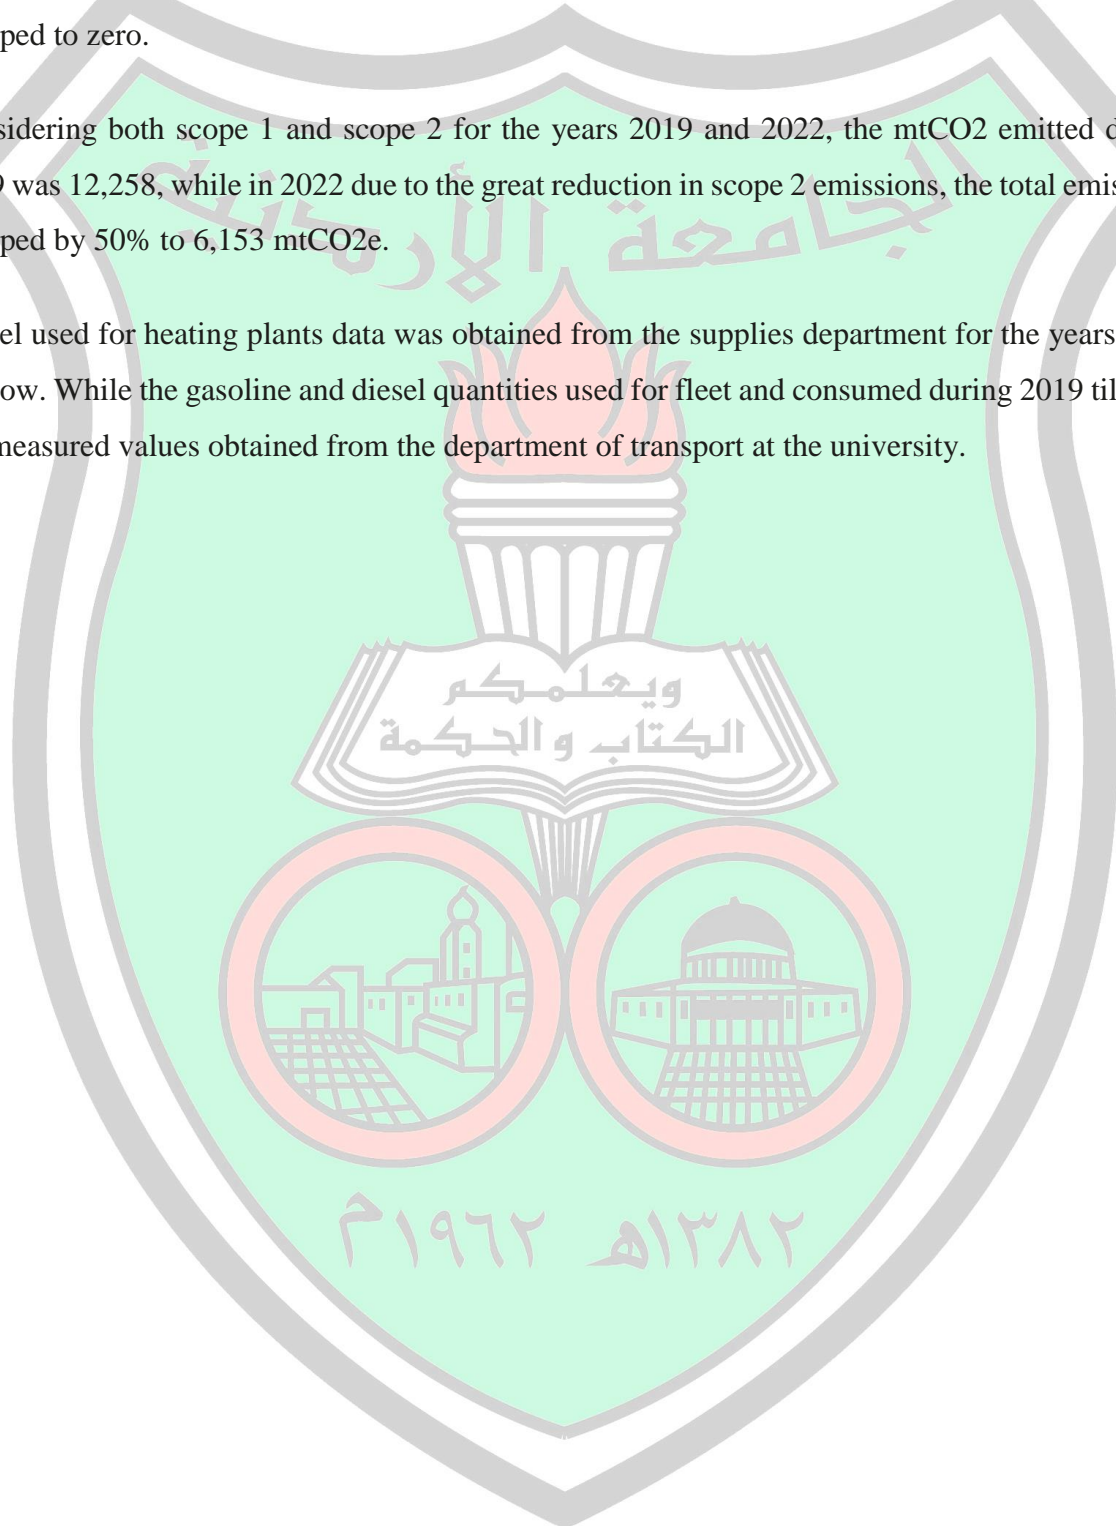 ped to zero.
sidering both scope 1 and scope 2 for the years 2019 and 2022, the mtCO2 emitted d
9 was 12,258, while in 2022 due to the great reduction in scope 2 emissions, the total emis
ped by 50% to 6,153 mtCO2e.
el used for heating plants data was obtained from the supplies department for the years
ow. While the gasoline and diesel quantities used for fleet and consumed during 2019 til
measured values obtained from the department of transport at the university.
الجامعة الأردنية
ويعلمكم
الكتاب و الحكمة
١٣٨٢هـ ١٩٦٢م